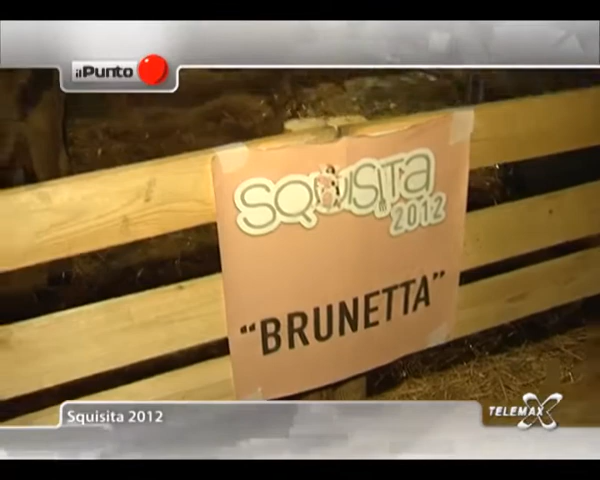 ilPunto
SQUISITA
2012
"BRUNETTA"
Squisita 2012
TELEMAX